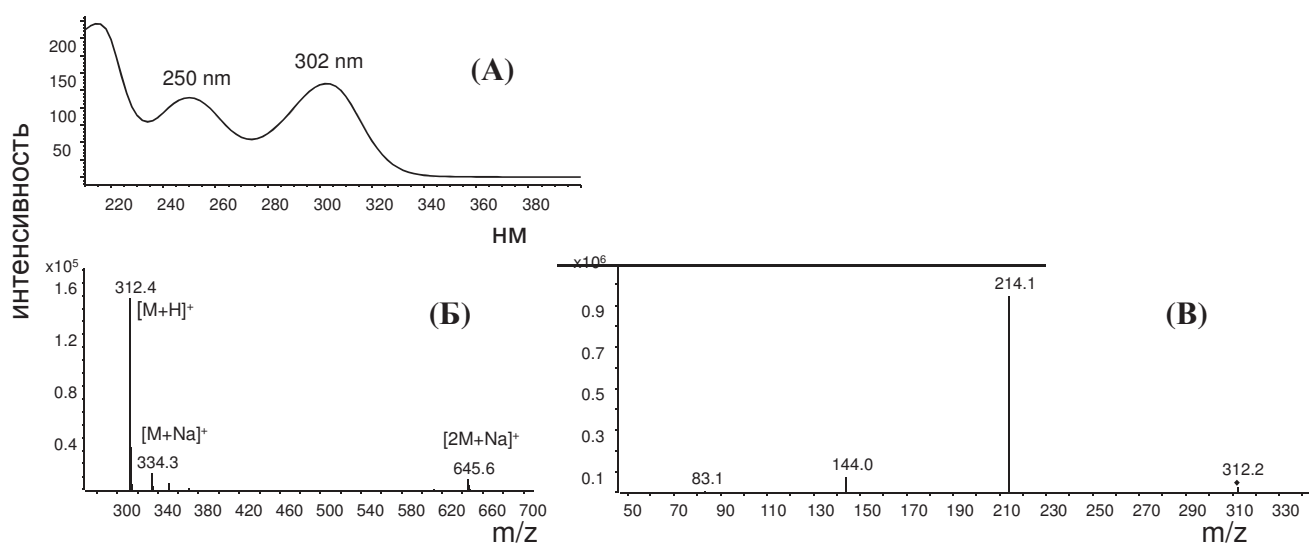 интенсивность
200
150
100
50
250 nm
302 nm
(А)
220 240 260 280 300 320 340 360 380
нм
x10⁵
1.6
1.2
0.8
0.4
312.4
[M+H]⁺
(Б)
[M+Na]⁺
334.3
[2M+Na]⁺
645.6
300 340 380 420 460 500 540 580 620 660 700
m/z
x10⁶
0.9
0.7
0.5
0.3
0.1
214.1
(В)
83.1
144.0
312.2
50 70 90 110 130 150 170 190 210 230 250 270 290 310 330
m/z